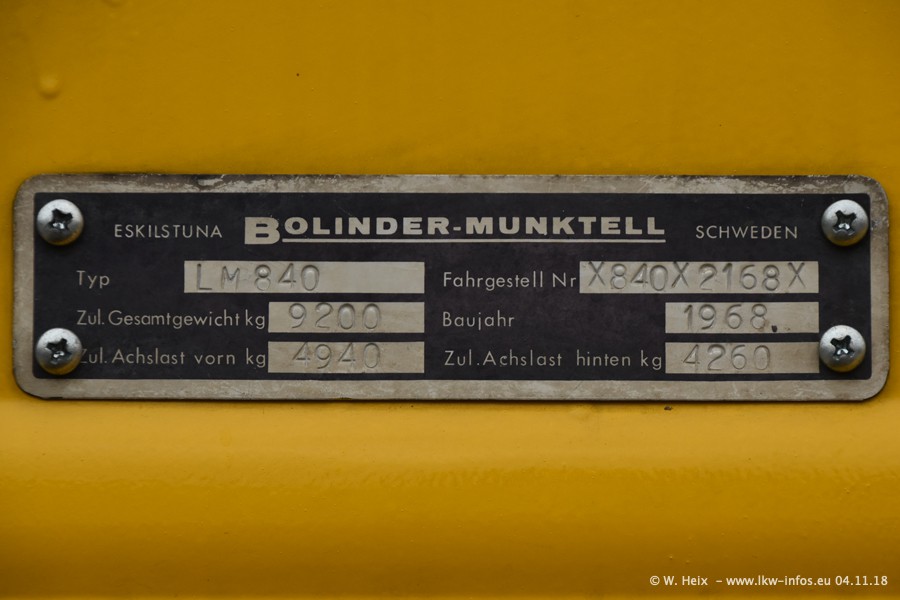 ESKILSTUNA BOLINDER-MUNKTELL SCHWEDEN
Typ LM 840 Fahrgestell Nr X840X2168X
Zul. Gesamtgewicht kg 9200 Baujahr 1968.
Zul. Achslast vorn kg 4940 Zul. Achslast hinten kg 4260
© W. Heix - www.lkw-infos.eu 04.11.18